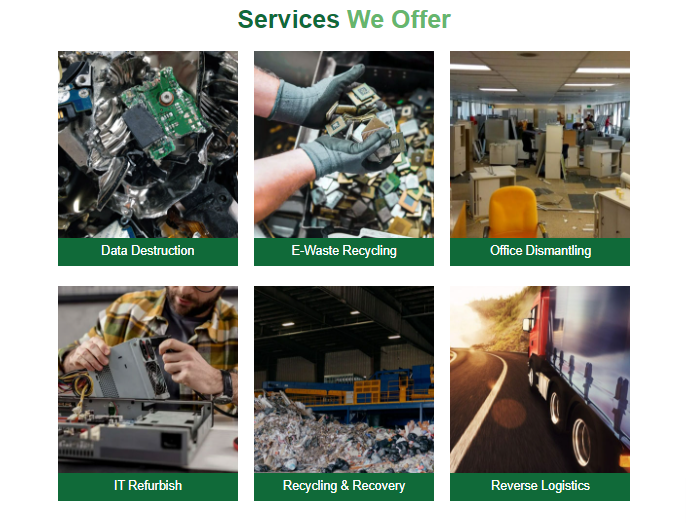 Services We Offer
Data Destruction
E-Waste Recycling
Office Dismantling
IT Refurbish
Recycling & Recovery
Reverse Logistics